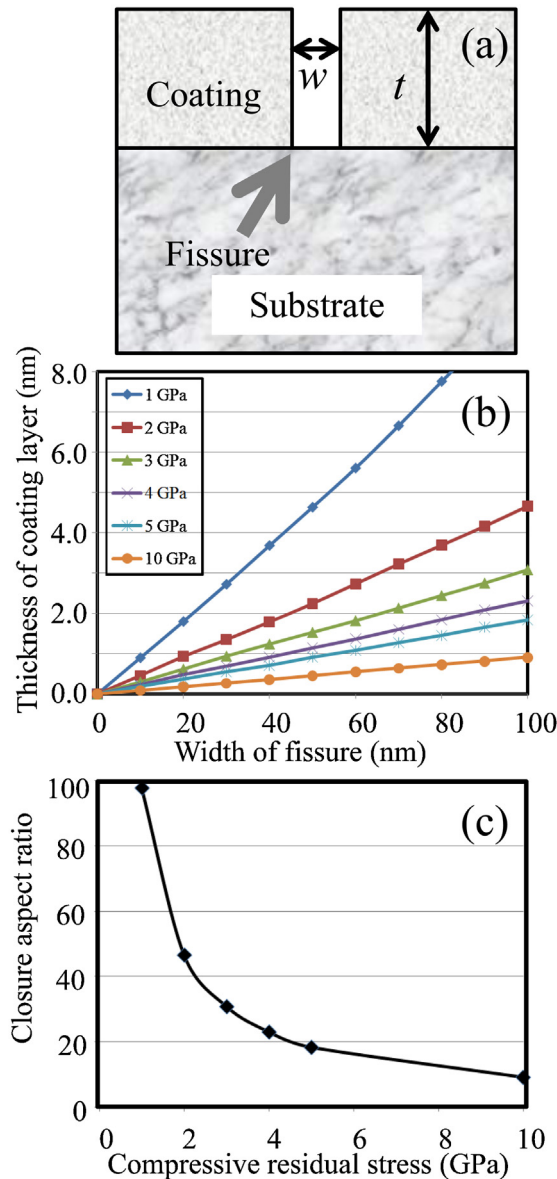 (a)
w
t
Coating
Fissure
Substrate
Thickness of coating layer (nm)
8.0
6.0
4.0
2.0
0.0
1 GPa
2 GPa
3 GPa
4 GPa
5 GPa
10 GPa
(b)
0 20 40 60 80 100
Width of fissure (nm)
Closure aspect ratio
100
80
60
40
20
0
(c)
0 2 4 6 8 10
Compressive residual stress (GPa)